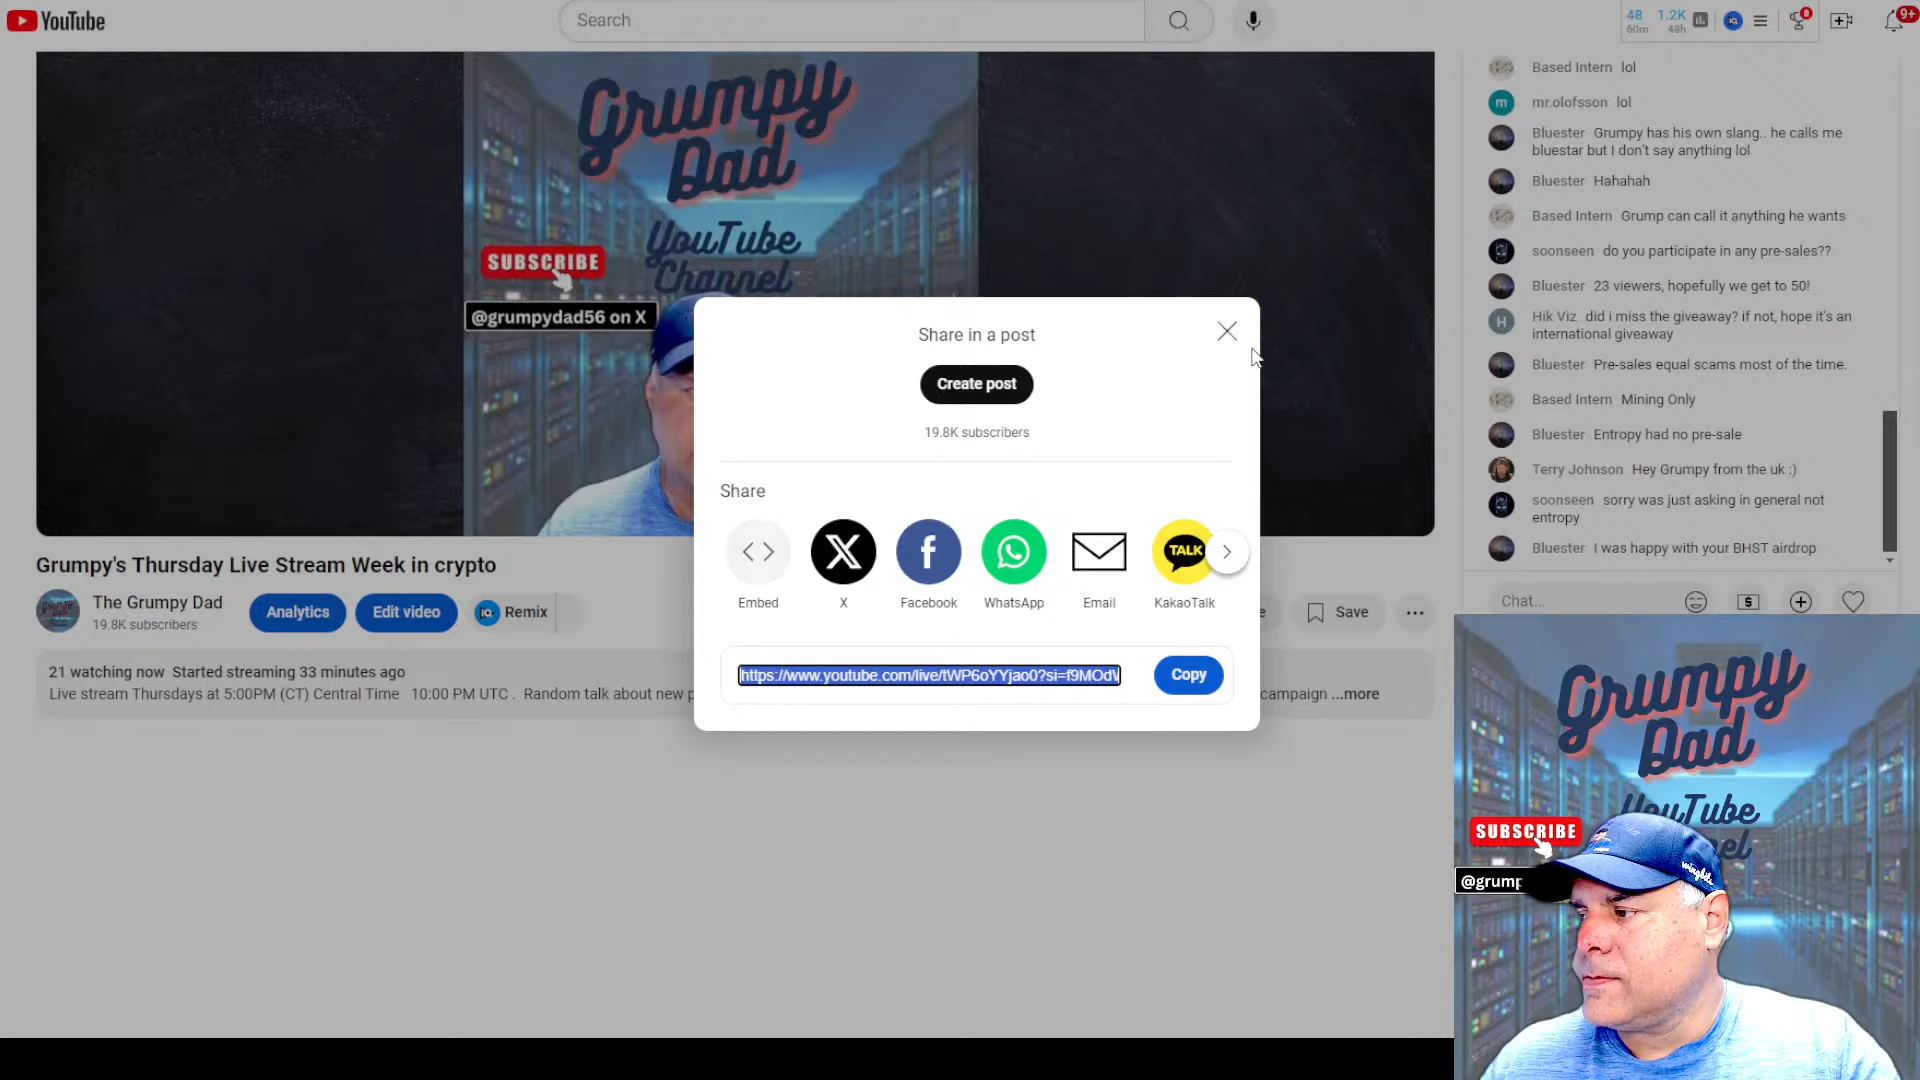 YouTube
Search
48
60m
1.2K
48h
9+
Grumpy
Dad
YouTube
Channel
SUBSCRIBE
@grumpydad56 on X
Based Intern lol
mr.olofsson lol
Bluester Grumpy has his own slang.. he calls me
bluestar but I don't say anything lol
Bluester Hahahah
Based Intern Grump can call it anything he wants
soonseen do you participate in any pre-sales??
Bluester 23 viewers, hopefully we get to 50!
Hik Viz did i miss the giveaway? if not, hope it's an
international giveaway
Bluester Pre-sales equal scams most of the time.
Based Intern Mining Only
Bluester Entropy had no pre-sale
Terry Johnson Hey Grumpy from the uk :)
soonseen sorry was just asking in general not
entropy
Bluester I was happy with your BHST airdrop
Chat...
Share in a post
Create post
19.8K subscribers
Share
Embed
X
Facebook
WhatsApp
Email
TALK
KakaoTalk
https://www.youtube.com/live/tWP6oYYjao0?si=f9MOd
Copy
Grumpy's Thursday Live Stream Week in crypto
The Grumpy Dad
19.8K subscribers
Analytics
Edit video
Remix
Save
21 watching now Started streaming 33 minutes ago
Live stream Thursdays at 5:00PM (CT) Central Time 10:00 PM UTC . Random talk about new
campaign ...more
Grumpy
Dad
YouTube
SUBSCRIBE
@grump
wingbits